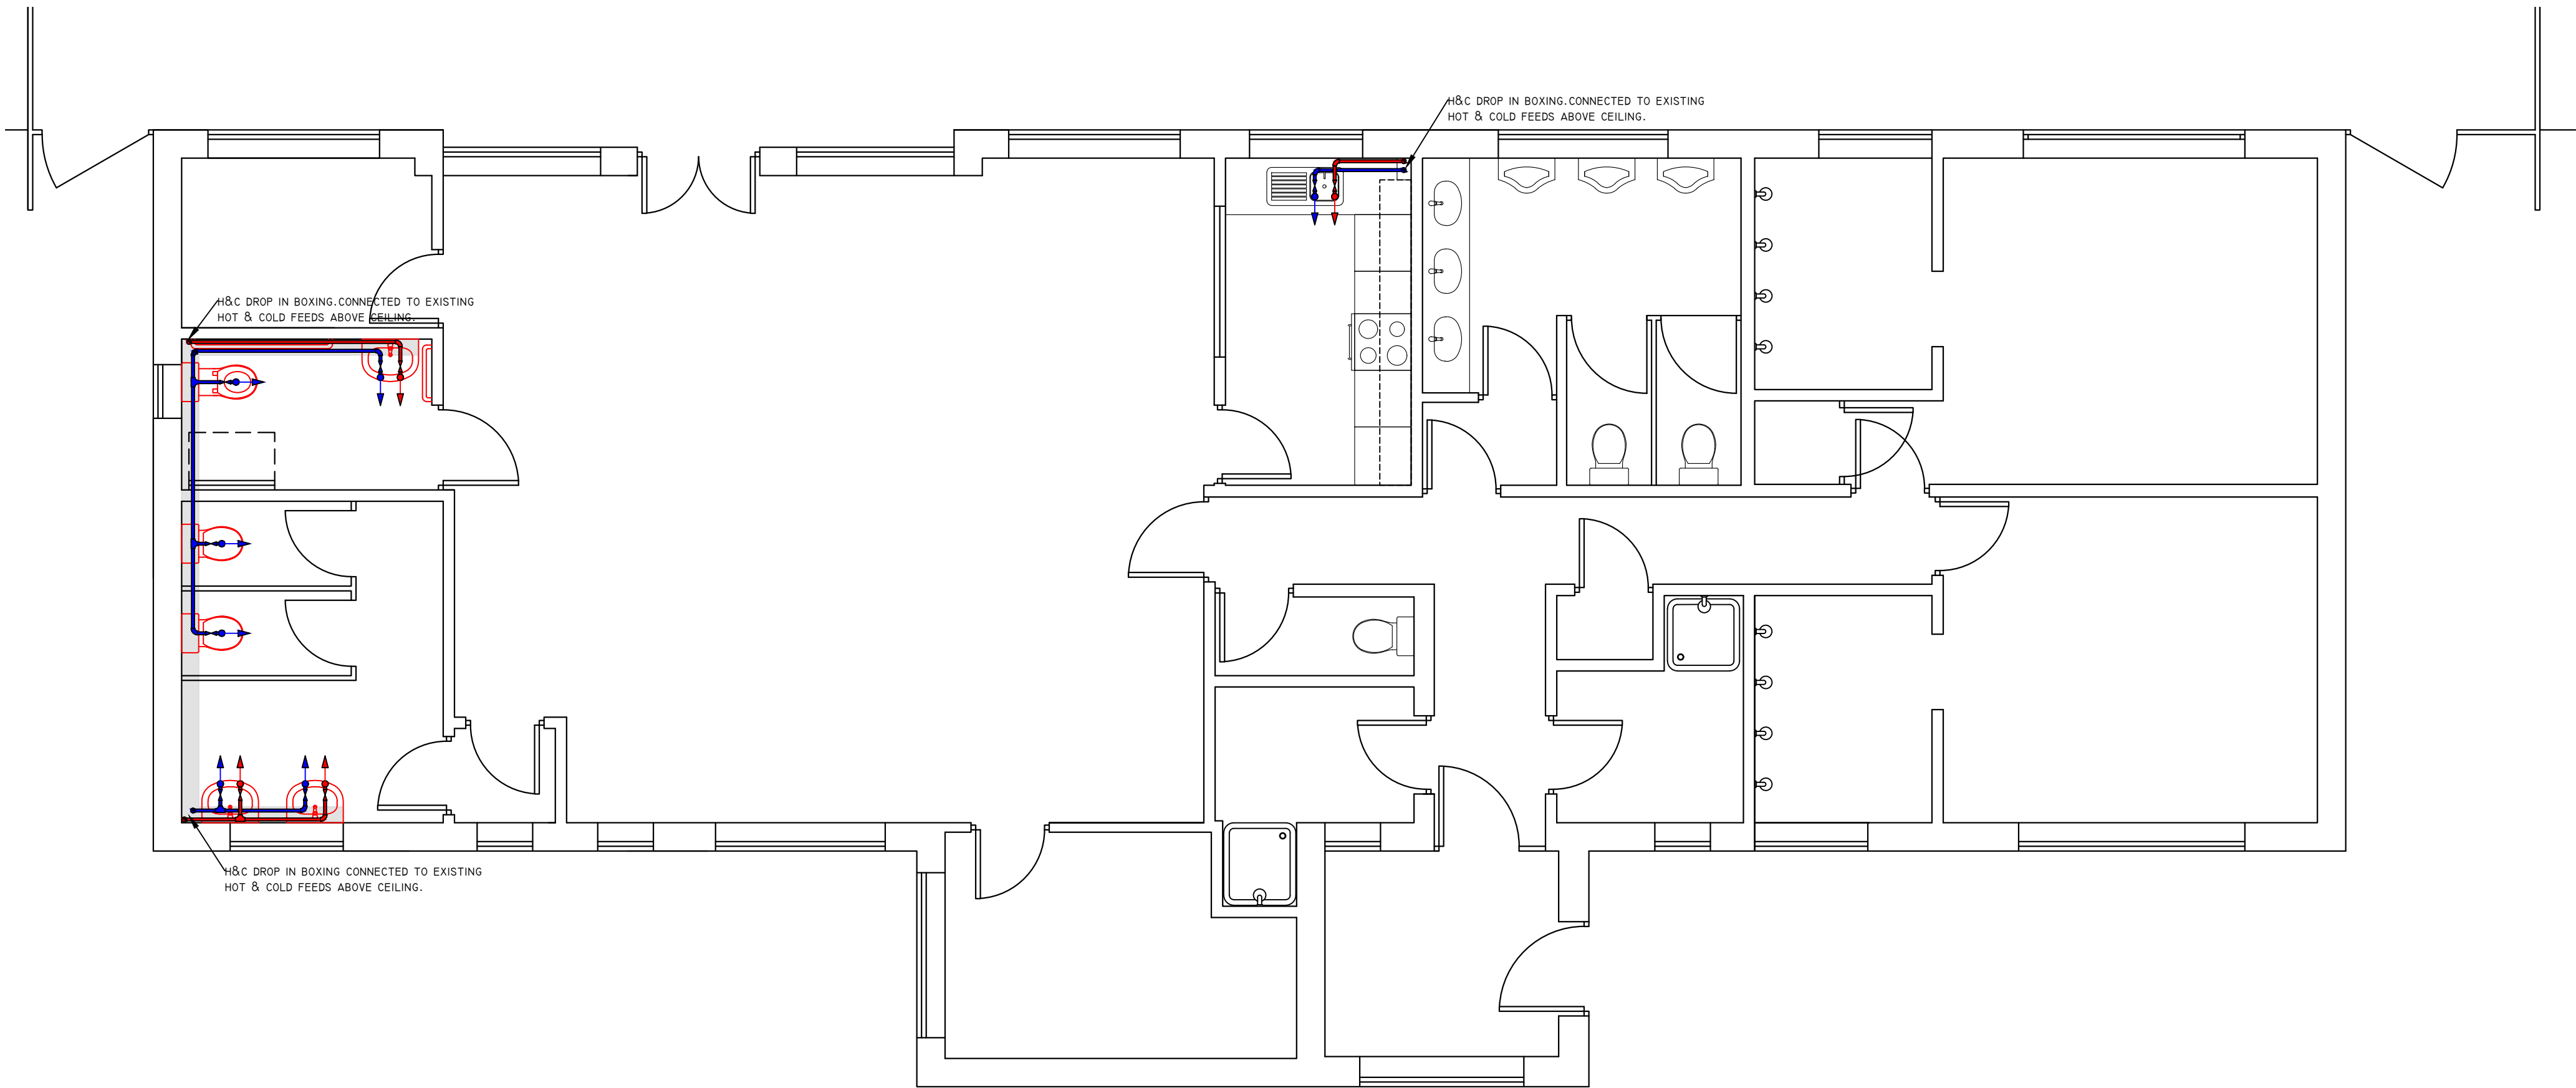 H&C DROP IN BOXING.CONNECTED TO EXISTING
HOT & COLD FEEDS ABOVE CEILING.
H&C DROP IN BOXING.CONNECTED TO EXISTING
HOT & COLD FEEDS ABOVE CEILING.
H&C DROP IN BOXING CONNECTED TO EXISTING
HOT & COLD FEEDS ABOVE CEILING.